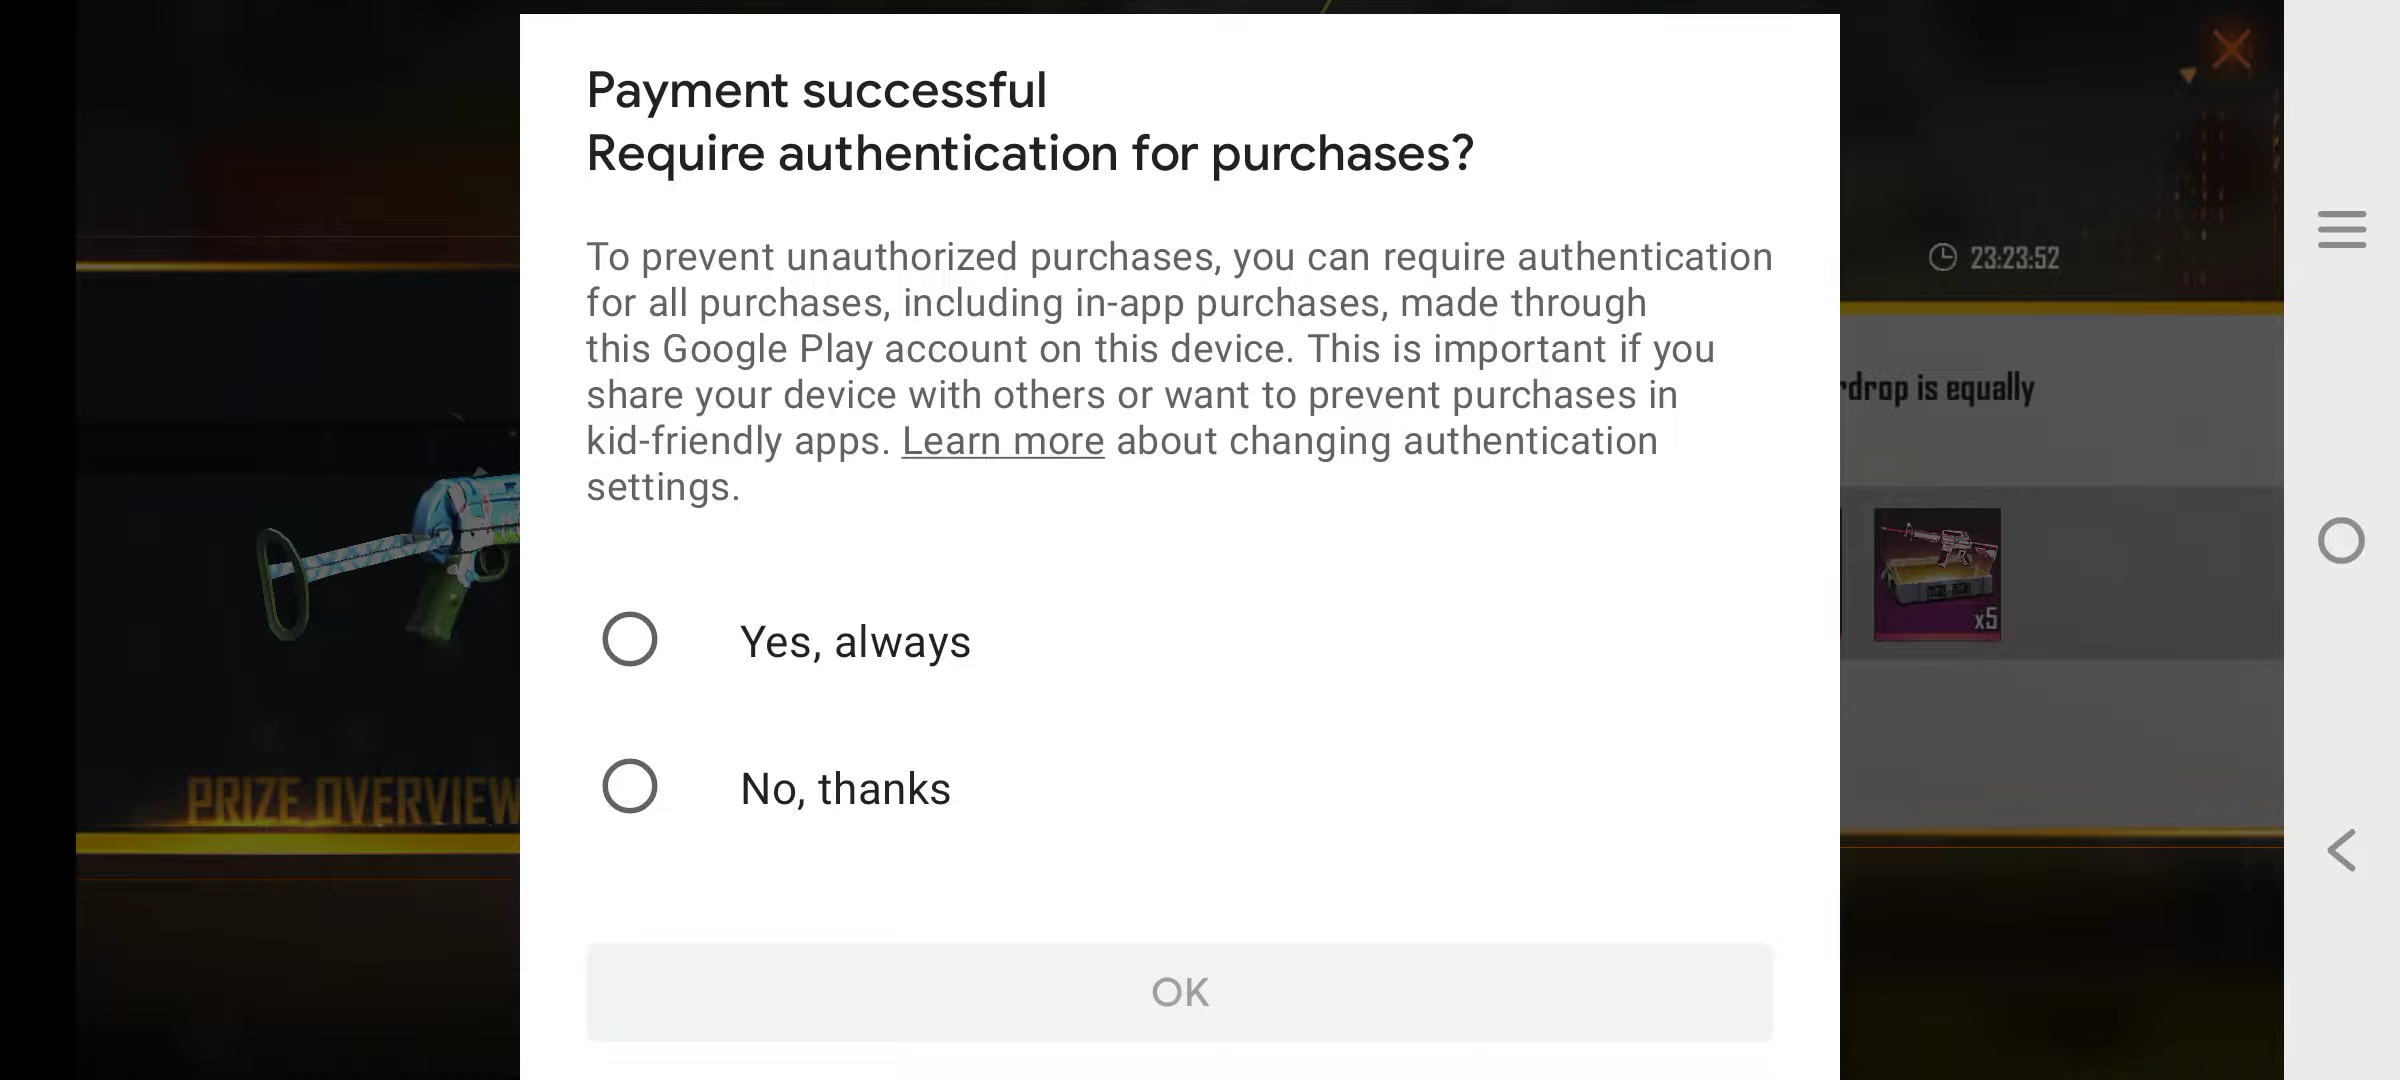 Payment successful
Require authentication for purchases?
23:23:52
To prevent unauthorized purchases, you can require authentication
for all purchases, including in-app purchases, made through
this Google Play account on this device. This is important if you
share your device with others or want to prevent purchases in
kid-friendly apps. Learn more about changing authentication
settings.
drop is equally
x5
Yes, always
No, thanks
PRIZE OVERVIEW
OK